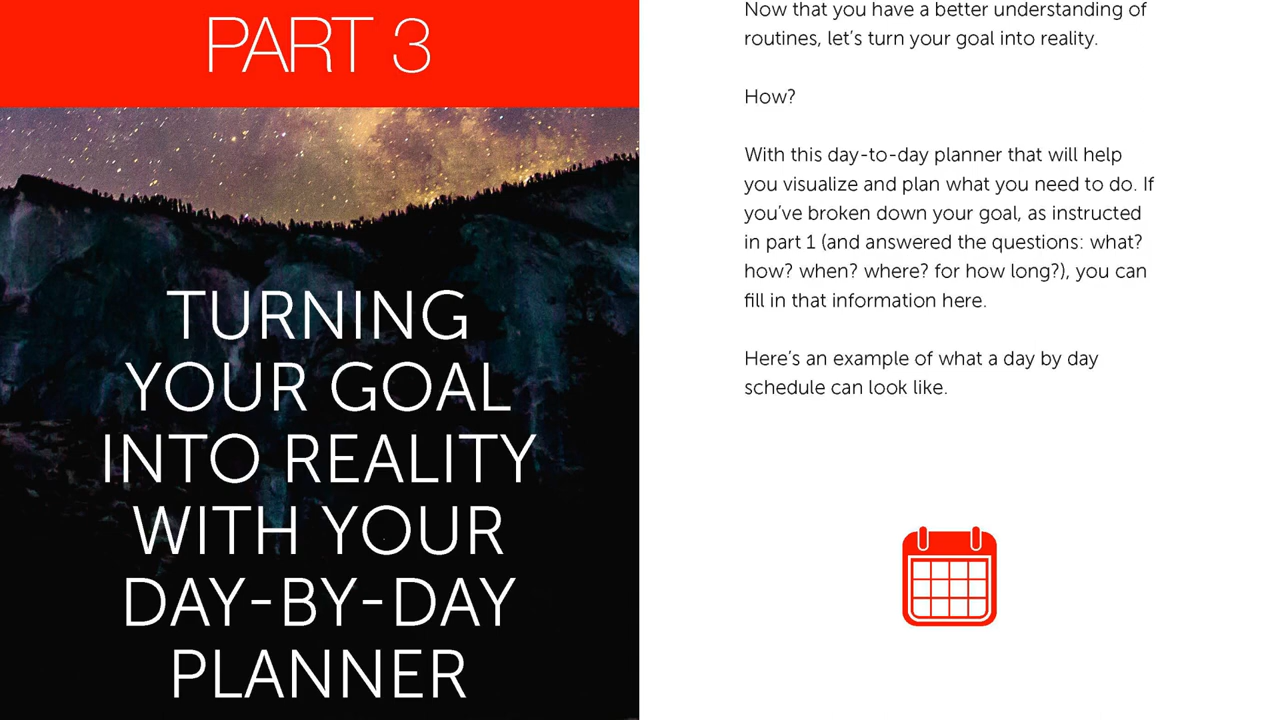 PART 3
TURNING
YOUR GOAL
INTO REALITY
WITH YOUR
DAY-BY-DAY
PLANNER
Now that you have a better understanding of
routines, let's turn your goal into reality.
How?
With this day-to-day planner that will help
you visualize and plan what you need to do. If
you've broken down your goal, as instructed
in part 1 (and answered the questions: what?
how? when? where? for how long?), you can
fill in that information here.
Here's an example of what a day by day
schedule can look like.